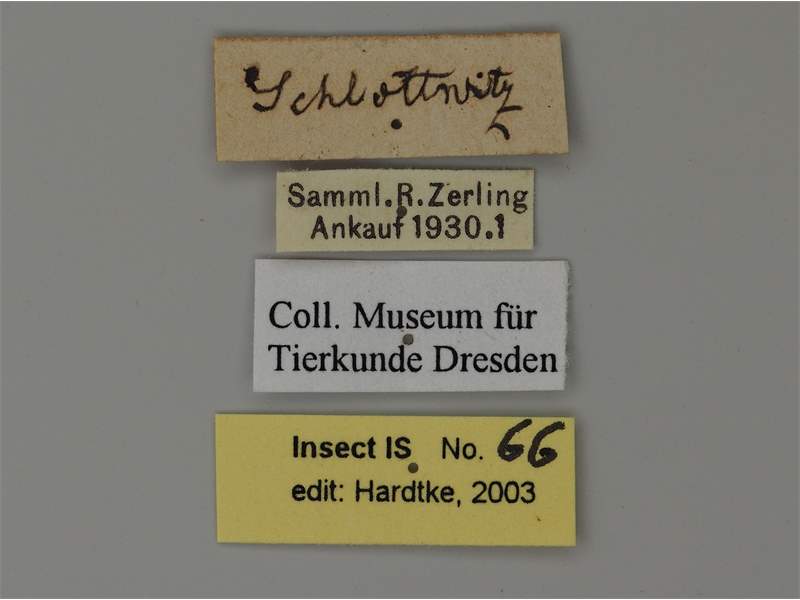 Schlottwitz
Samml.R.Zerling
Ankauf 1930.1
Coll. Museum für
Tierkunde Dresden
Insect IS No. 66
edit: Hardtke, 2003